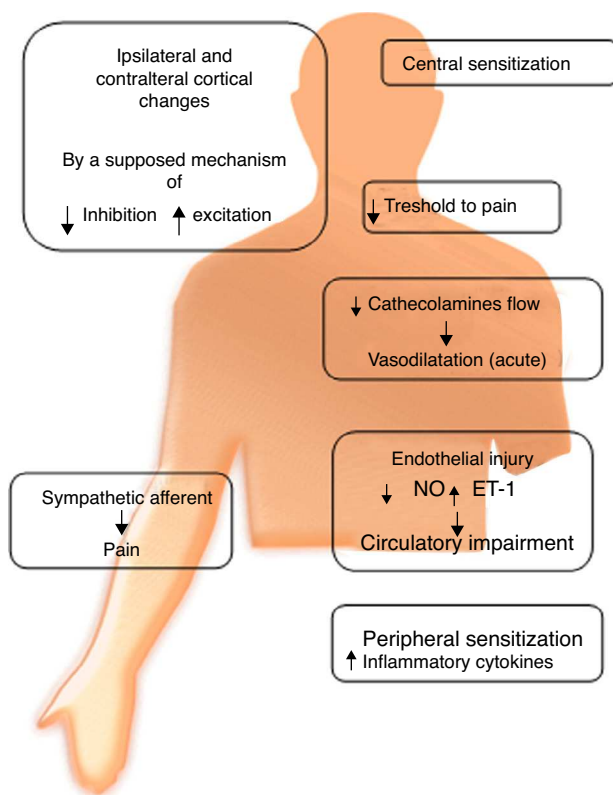 Ipsilateral and
contralteral cortical
changes
By a supposed mechanism
of
↓ Inhibition ↑ excitation
Central sensitization
↓ Treshold to pain
↓ Cathecolamines flow
↓
Vasodilatation (acute)
Endothelial injury
↓ NO ↑ ET-1
↓
Circulatory impairment
Sympathetic afferent
↓
Pain
Peripheral sensitization
↑ Inflammatory cytokines